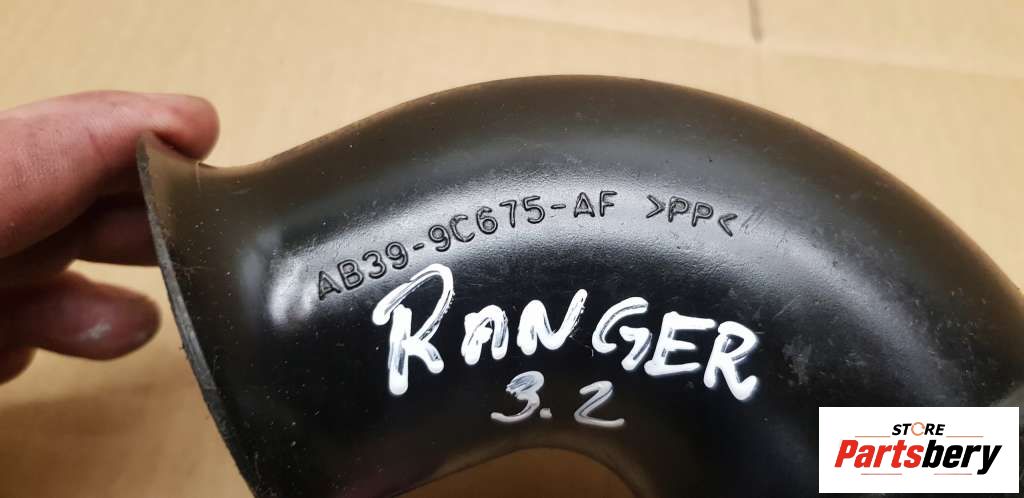 AB39-9C675-AF >PP<
RANGER
3.2
STORE
Partsbery